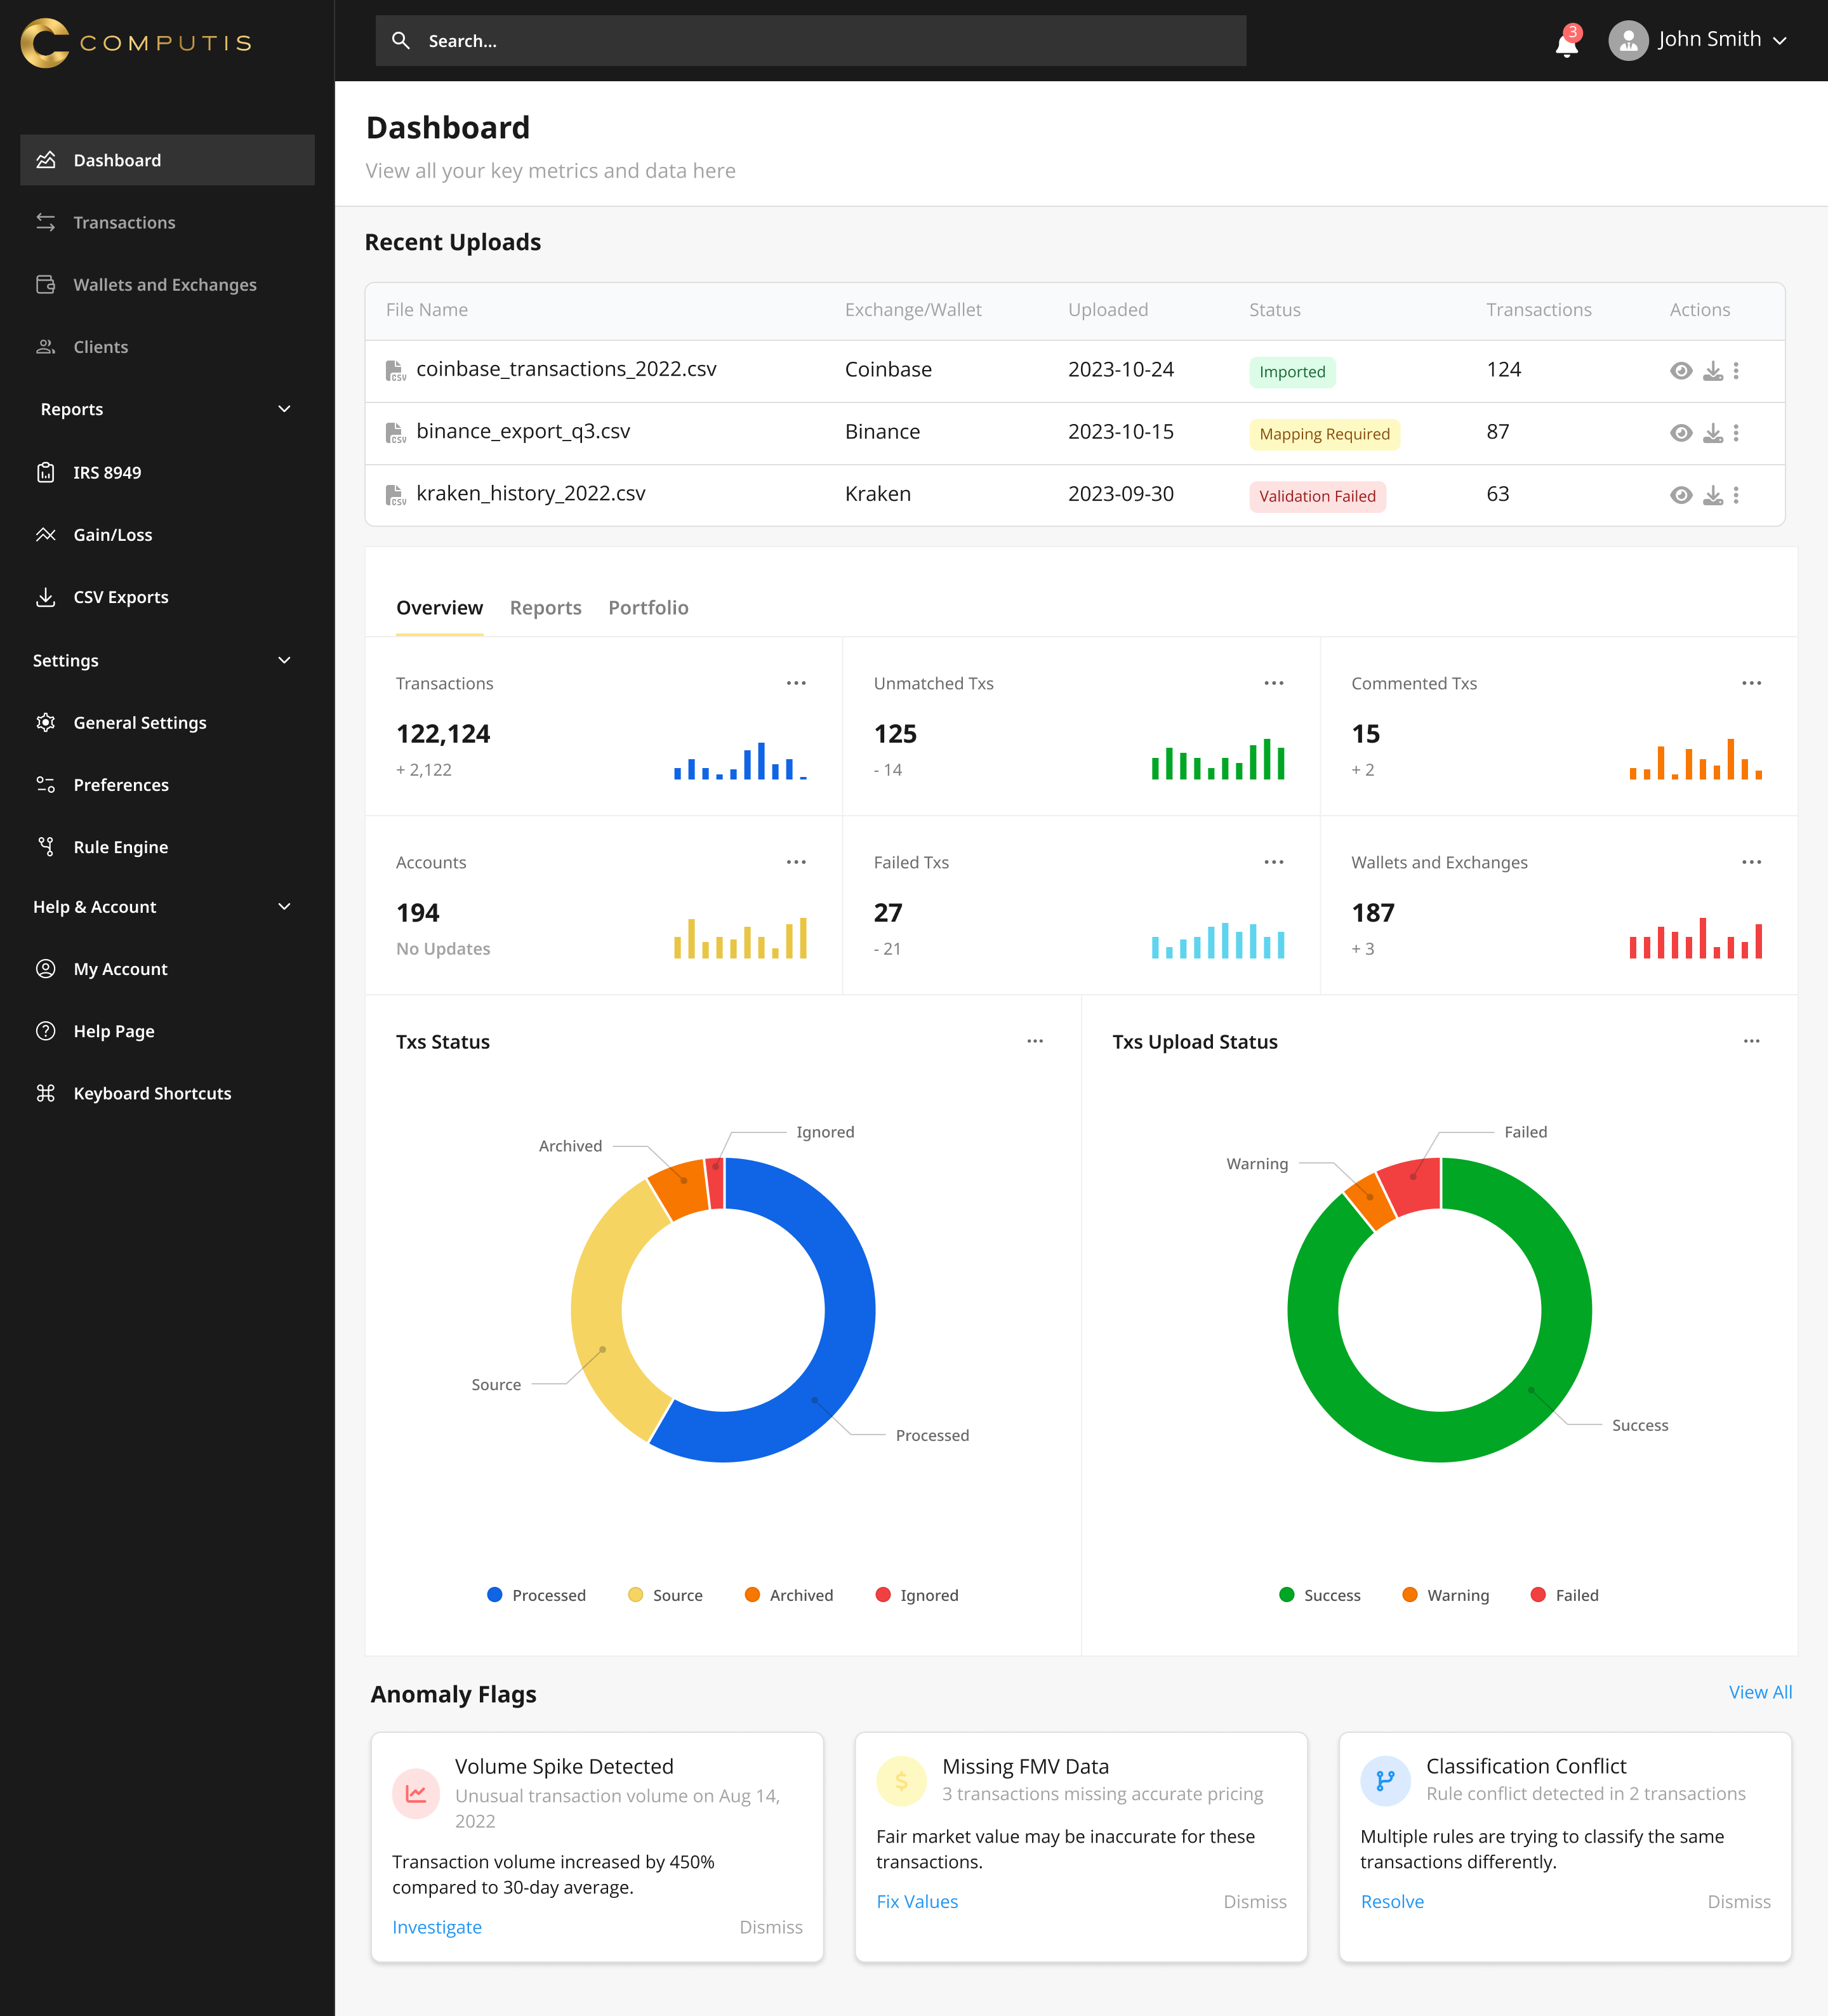 COMPUTIS
Search...
3
John Smith
Dashboard
Transactions
Wallets and Exchanges
Clients
Reports
IRS 8949
Gain/Loss
CSV Exports
Settings
General Settings
Preferences
Rule Engine
Help & Account
My Account
Help Page
Keyboard Shortcuts
Dashboard
View all your key metrics and data here
Recent Uploads
File Name Exchange/Wallet Uploaded Status Transactions Actions
CSV coinbase_transactions_2022.csv Coinbase 2023-10-24 Imported 124
CSV binance_export_q3.csv Binance 2023-10-15 Mapping Required 87
CSV kraken_history_2022.csv Kraken 2023-09-30 Validation Failed 63
Overview Reports Portfolio
Transactions
122,124
+ 2,122
Unmatched Txs
125
- 14
Commented Txs
15
+ 2
Accounts
194
No Updates
Failed Txs
27
- 21
Wallets and Exchanges
187
+ 3
Txs Status
Ignored
Archived
Source
Processed
Processed Source Archived Ignored
Txs Upload Status
Failed
Warning
Success
Success Warning Failed
Anomaly Flags
View All
Volume Spike Detected
Unusual transaction volume on Aug 14,
2022
Transaction volume increased by 450%
compared to 30-day average.
Investigate Dismiss
$
Missing FMV Data
3 transactions missing accurate pricing
Fair market value may be inaccurate for these
transactions.
Fix Values Dismiss
Classification Conflict
Rule conflict detected in 2 transactions
Multiple rules are trying to classify the same
transactions differently.
Resolve Dismiss